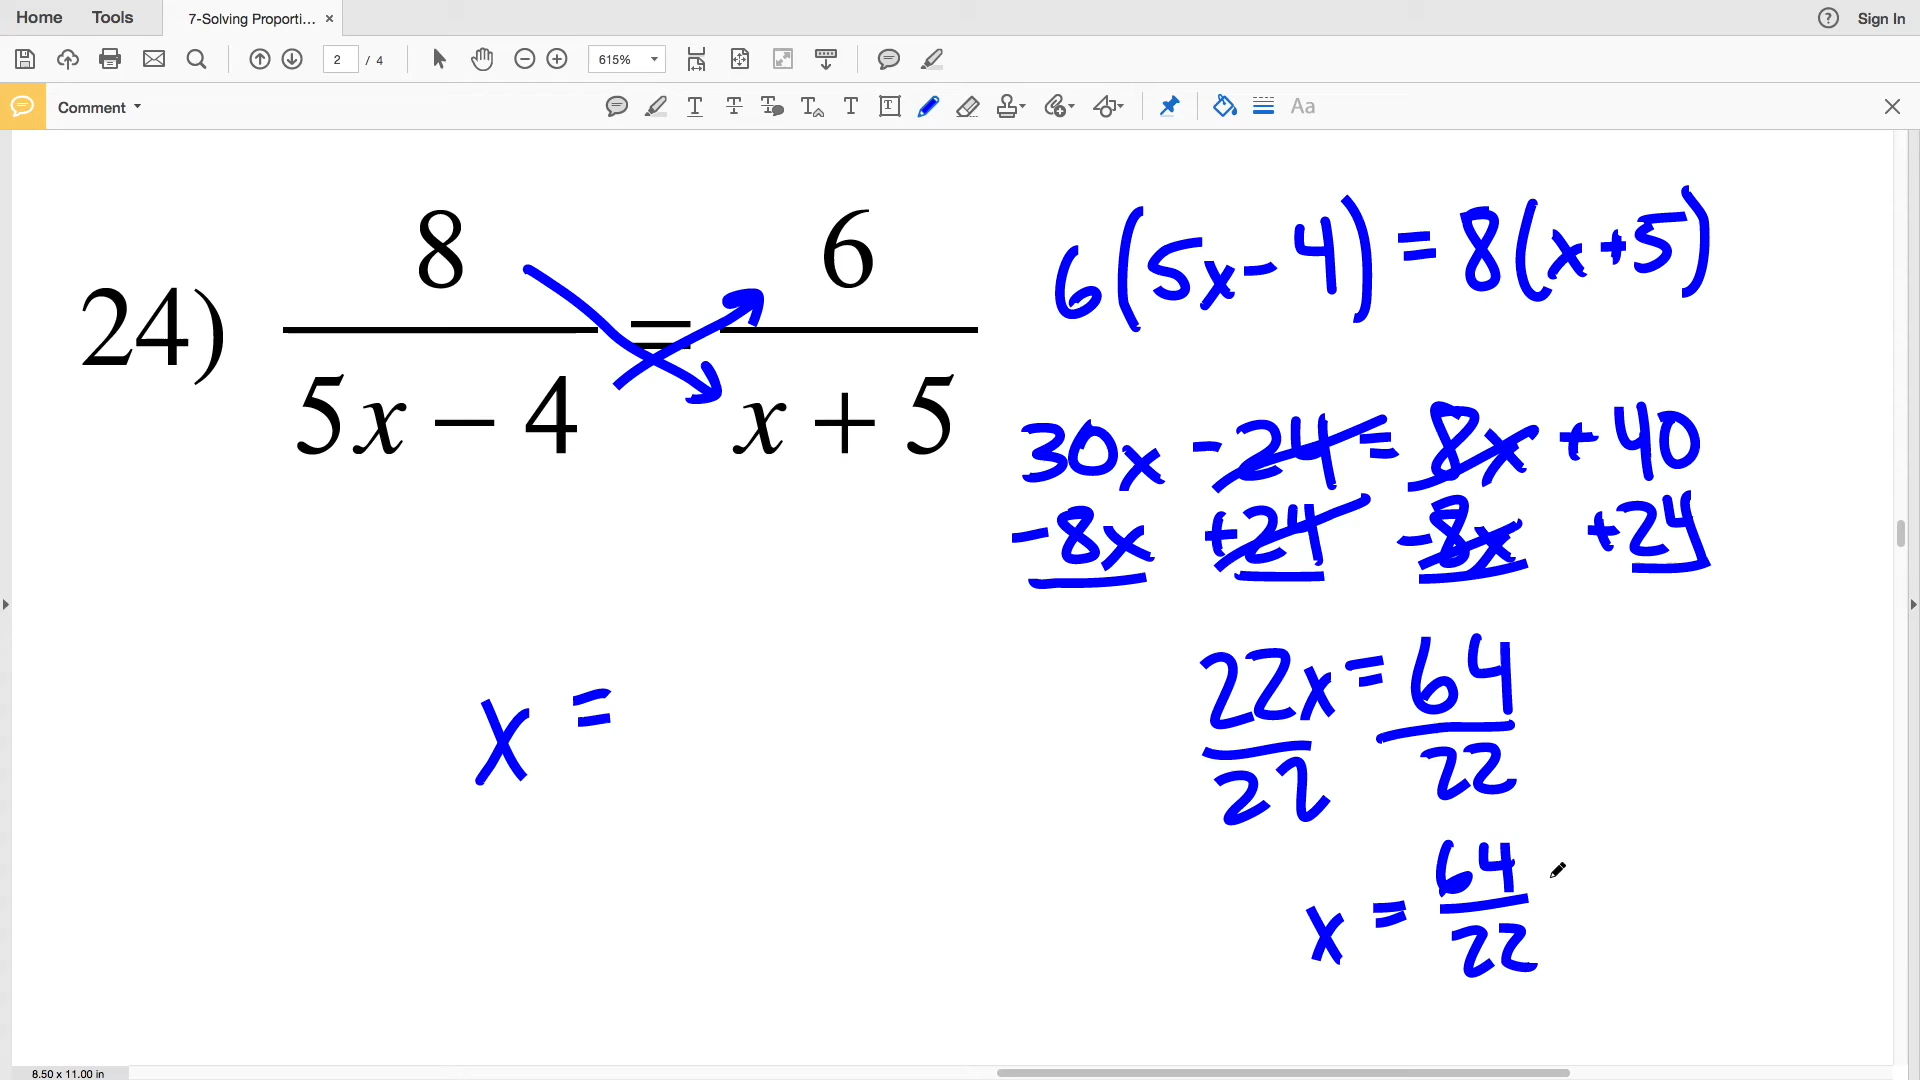 Home Tools 7-Solving Proporti... × ? Sign In
2 / 4 615%
Comment T T T T T T Aa
24) 8 / 5x − 4 = 6 / x + 5
6(5x-4) = 8(x+5)
30x - 24 = 8x + 40
-8x +24 -8x +24
22x = 64
22 22
x =
x = 64/22
8.50 x 11.00 in